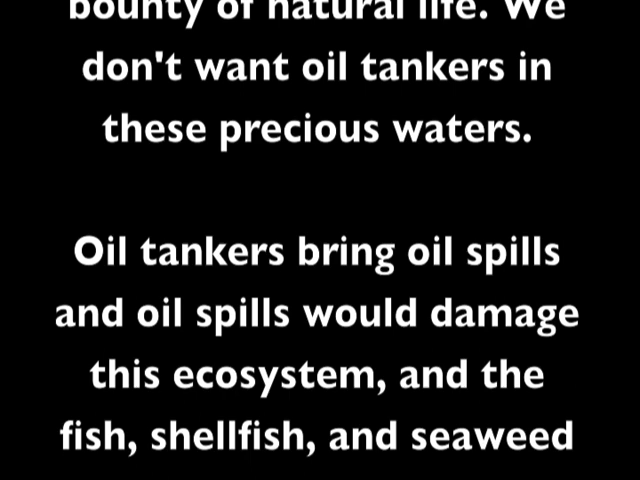 bounty of natural life. We
don't want oil tankers in
these precious waters.
Oil tankers bring oil spills
and oil spills would damage
this ecosystem, and the
fish, shellfish, and seaweed